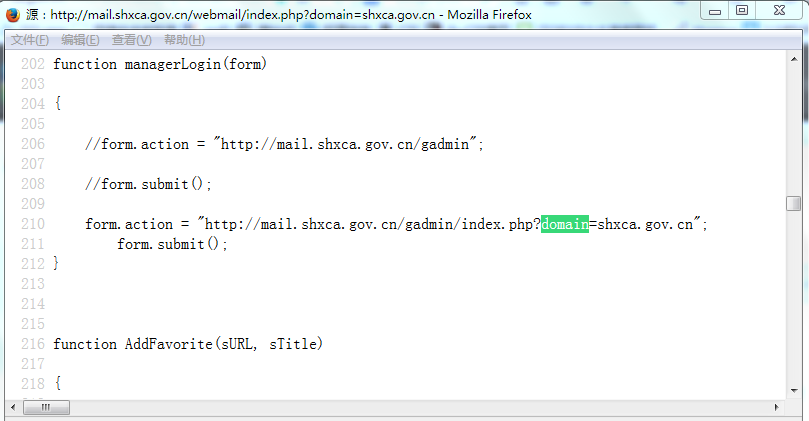 源：http://mail.shxca.gov.cn/webmail/index.php?domain=shxca.gov.cn - Mozilla Firefox
文件(F) 编辑(E) 查看(V) 帮助(H)
202 function managerLogin(form)
203
204 {
205
206 //form.action = "http://mail.shxca.gov.cn/gadmin";
207
208 //form.submit();
209
210 form.action = "http://mail.shxca.gov.cn/gadmin/index.php?domain=shxca.gov.cn";
211 form.submit();
212 }
213
214
215
216 function AddFavorite(sURL, sTitle)
217
218 {